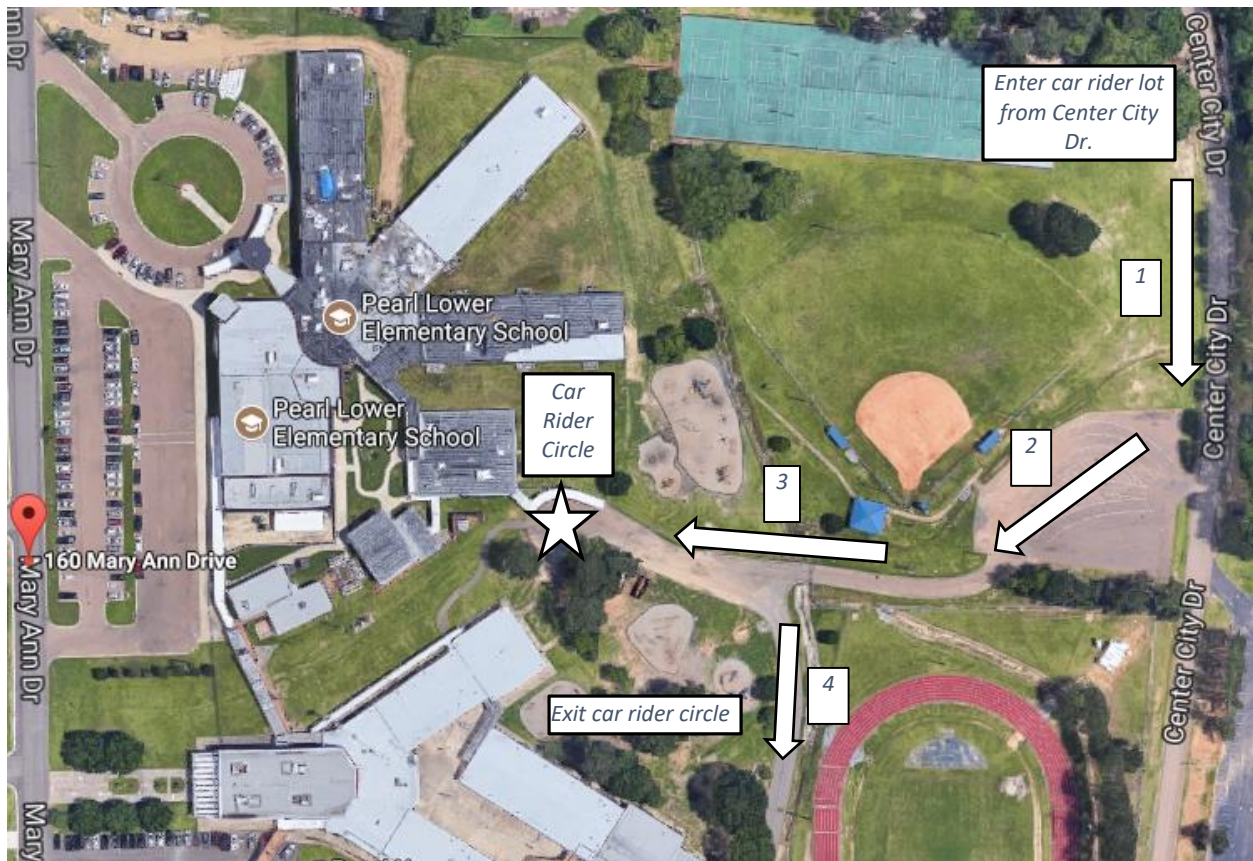 nn Dr
Center City Dr
Enter car rider lot
from Center City
Dr.
Mary Ann Dr
1
Pearl Lower
Elementary School
Center City Dr
Pearl Lower
Elementary School
Car
Rider
Circle
2
3
160 Mary Ann Drive
Mary Ann Dr
Center City Dr
4
Exit car rider circle
Mary